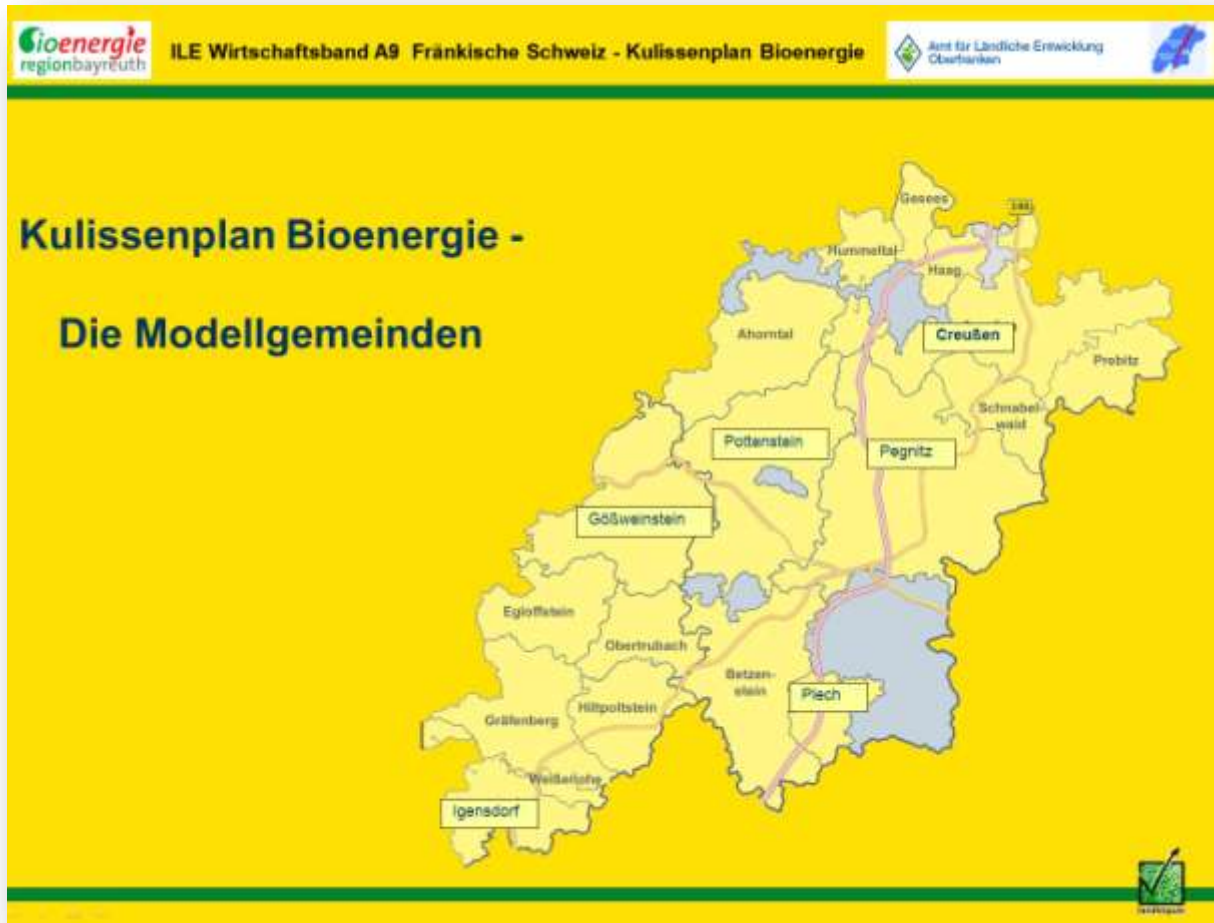 Bioenergie
regionbayreuth
ILE Wirtschaftsband A9 Fränkische Schweiz - Kulissenplan Bioenergie
Amt für Ländliche Entwicklung
Oberfranken
Kulissenplan Bioenergie -
Die Modellgemeinden
Gesees
Hummeltal
Haag
Ahorntal
Creußen
Prebitz
Schnabel-
waid
Pottenstein
Pegnitz
Gößweinstein
Egloffstein
Obertrubach
Betzen-
stein
Plech
Hiltpoltstein
Gräfenberg
Weißenohe
Igensdorf